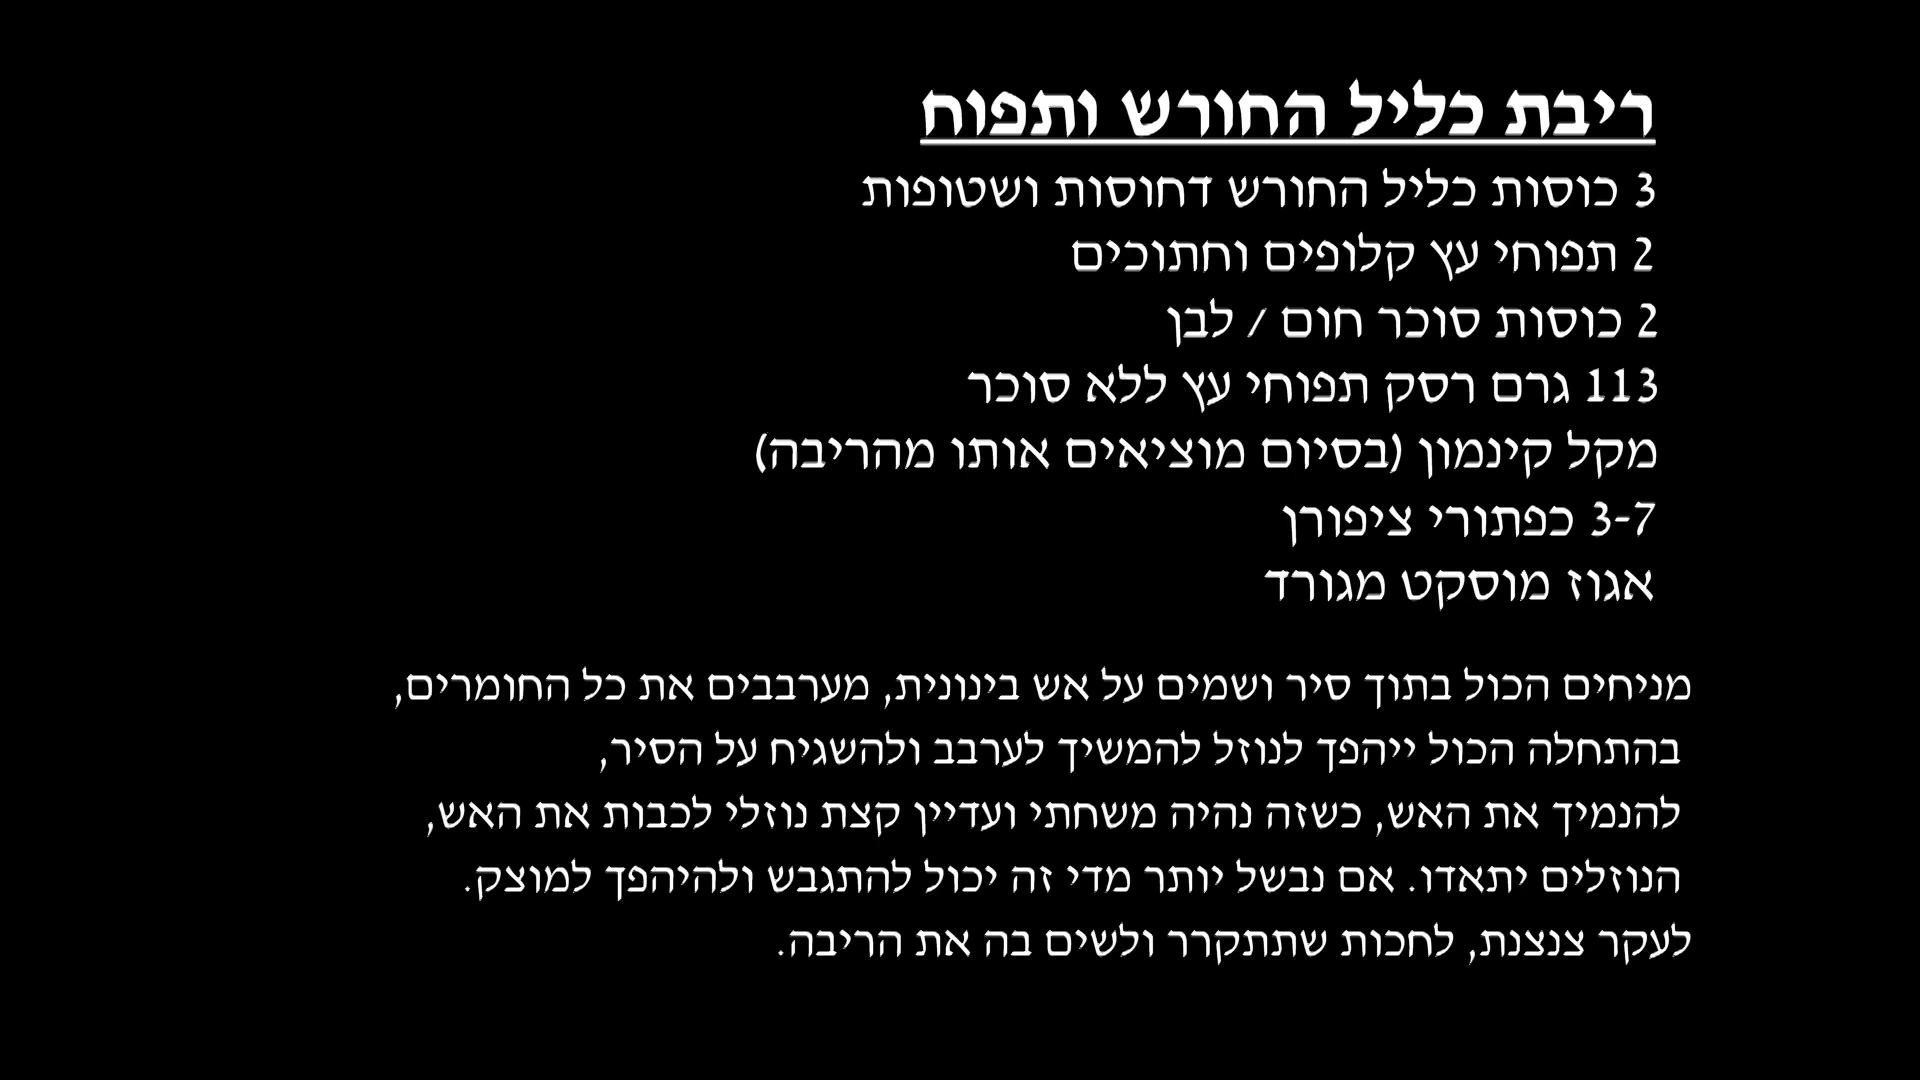 ריבת כליל החורש ותפוח
3 כוסות כליל החורש דחוסות ושטופות
2 תפוחי עץ קלופים וחתוכים
2 כוסות סוכר חום / לבן
113 גרם רסק תפוחי עץ ללא סוכר
מקל קינמון (בסיום מוציאים אותו מהריבה)
3-7 כפתורי ציפורן
אגוז מוסקט מגורד
מניחים הכול בתוך סיר ושמים על אש בינונית, מערבבים את כל החומרים,
בהתחלה הכול ייהפך לנוזל להמשיך לערבב ולהשגיח על הסיר,
להנמיך את האש, כשזה נהיה משחתי ועדיין קצת נוזלי לכבות את האש,
הנוזלים יתאדו. אם נבשל יותר מדי זה יכול להתגבש ולהיהפך למוצק.
לעקר צנצנת, לחכות שתתקרר ולשים בה את הריבה.